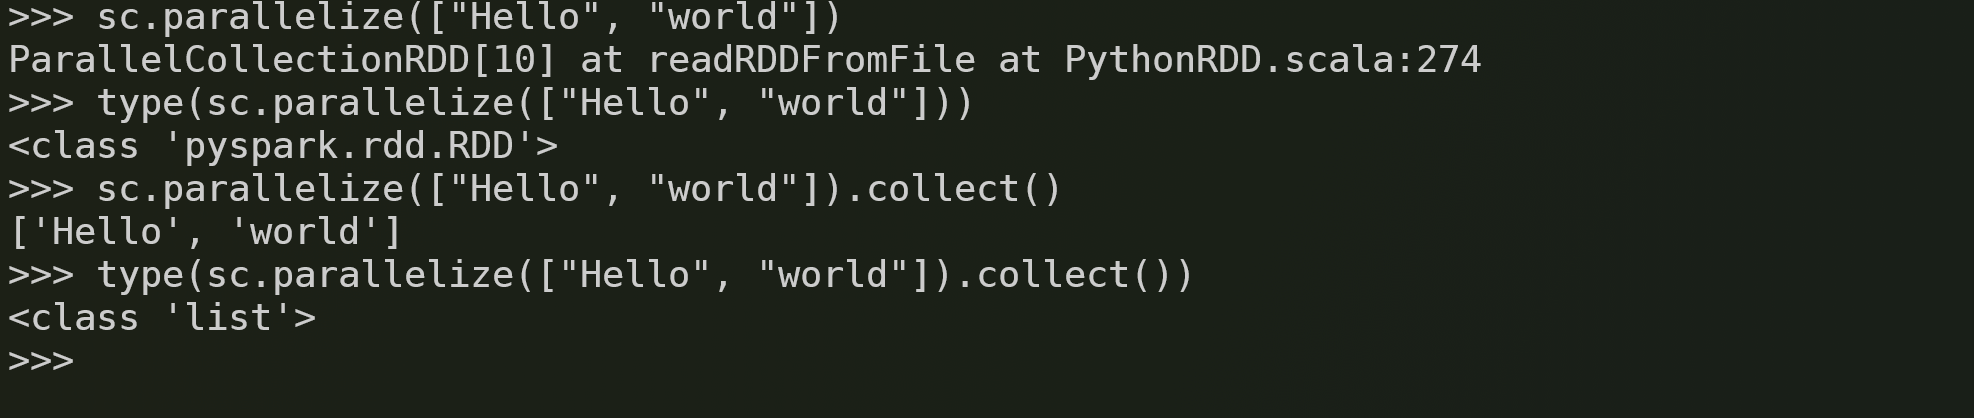 >>> sc.parallelize(["Hello", "world"])
ParallelCollectionRDD[10] at readRDDFromFile at PythonRDD.scala:274
>>> type(sc.parallelize(["Hello", "world"]))
<class 'pyspark.rdd.RDD'>
>>> sc.parallelize(["Hello", "world"]).collect()
['Hello', 'world']
>>> type(sc.parallelize(["Hello", "world"]).collect())
<class 'list'>
>>>